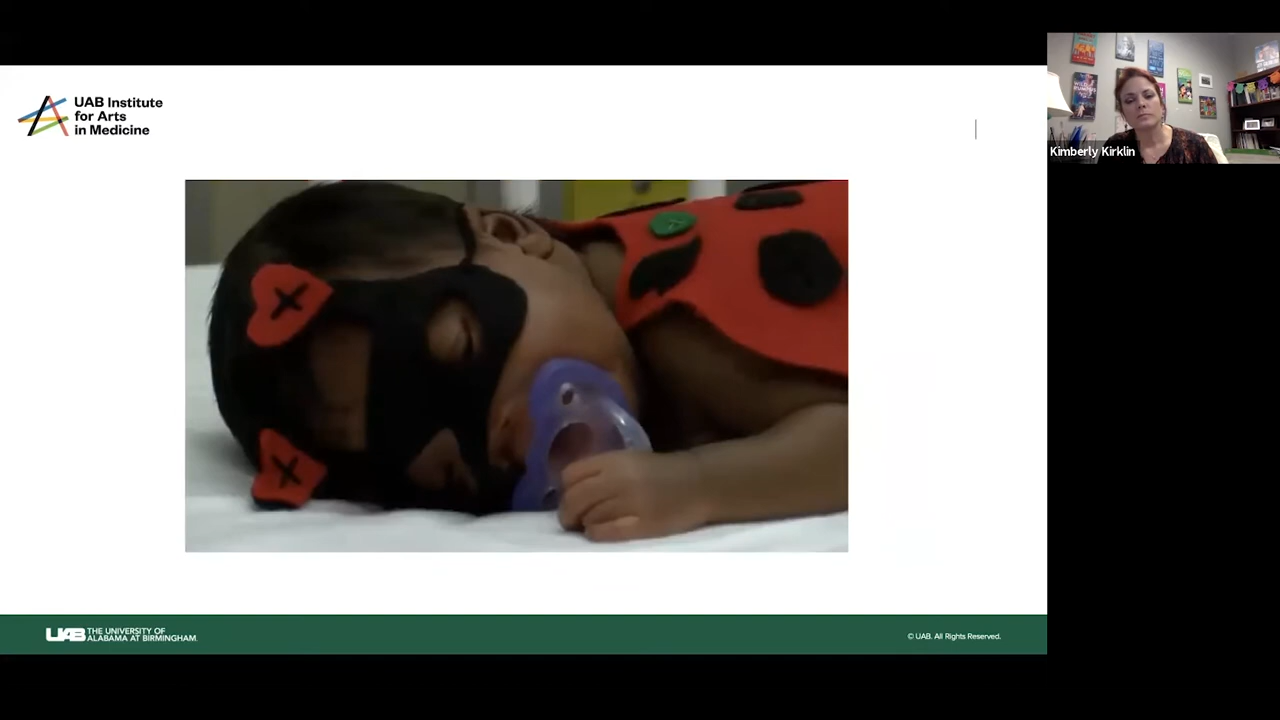 UAB Institute
for Arts
in Medicine
Kimberly Kirklin
UAB THE UNIVERSITY OF
ALABAMA AT BIRMINGHAM.
© UAB. All Rights Reserved.